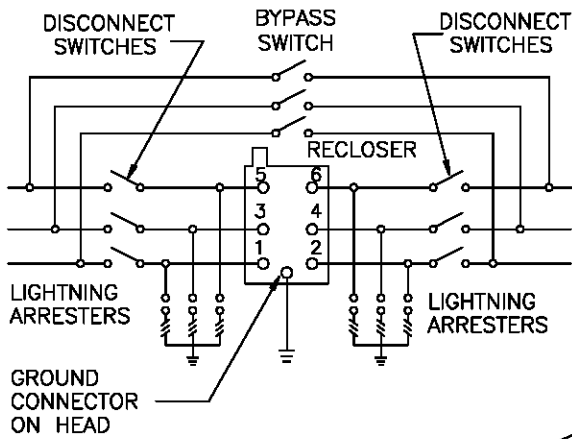 DISCONNECT
SWITCHES
BYPASS
SWITCH
DISCONNECT
SWITCHES
RECLOSER
5 6
3 4
1 2
LIGHTNING
ARRESTERS
LIGHTNING
ARRESTERS
GROUND
CONNECTOR
ON HEAD